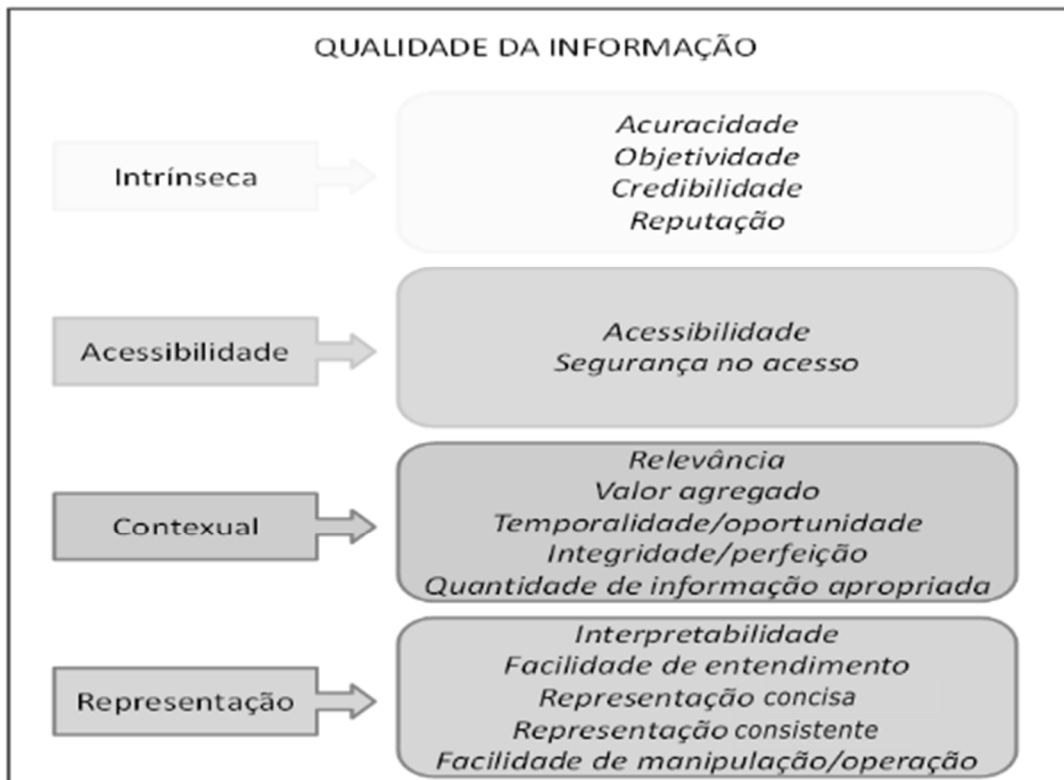 QUALIDADE DA INFORMAÇÃO
Intrínseca
Acuracidade
Objetividade
Credibilidade
Reputação
Acessibilidade
Acessibilidade
Segurança no acesso
Contexual
Relevância
Valor agregado
Temporalidade/oportunidade
Integridade/perfeição
Quantidade de informação apropriada
Representação
Interpretabilidade
Facilidade de entendimento
Representação concisa
Representação consistente
Facilidade de manipulação/operação